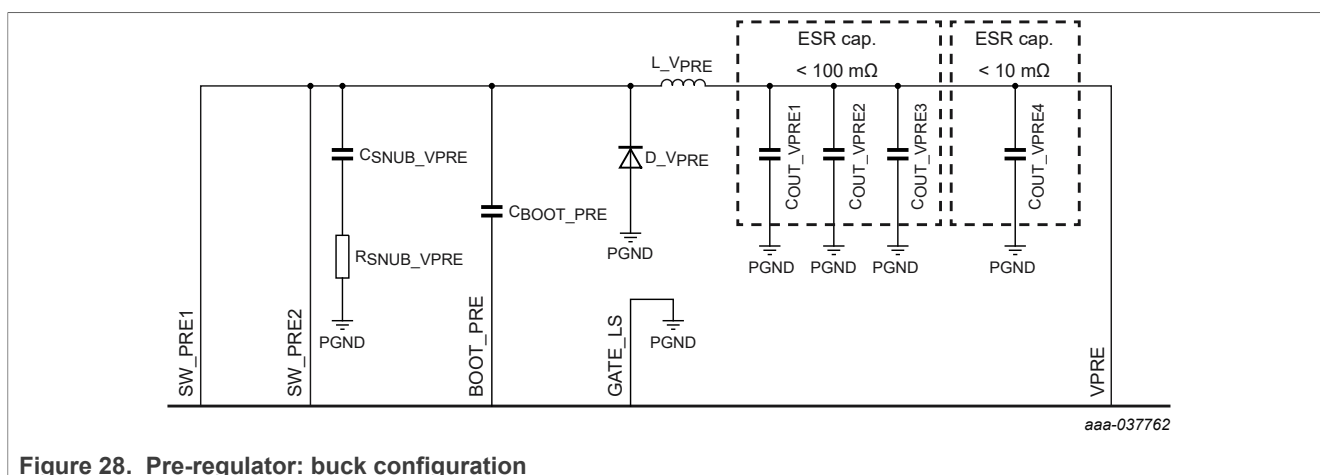 ESR cap.
< 100 mΩ
ESR cap.
< 10 mΩ
L_VPRE
CSNUB_VPRE
RSNUB_VPRE
PGND
CBOOT_PRE
D_VPRE
PGND
COUT_VPRE1
COUT_VPRE2
COUT_VPRE3
COUT_VPRE4
PGND
PGND
PGND
PGND
PGND
SW_PRE1
SW_PRE2
BOOT_PRE
GATE_LS
VPRE
aaa-037762
Figure 28. Pre-regulator: buck configuration